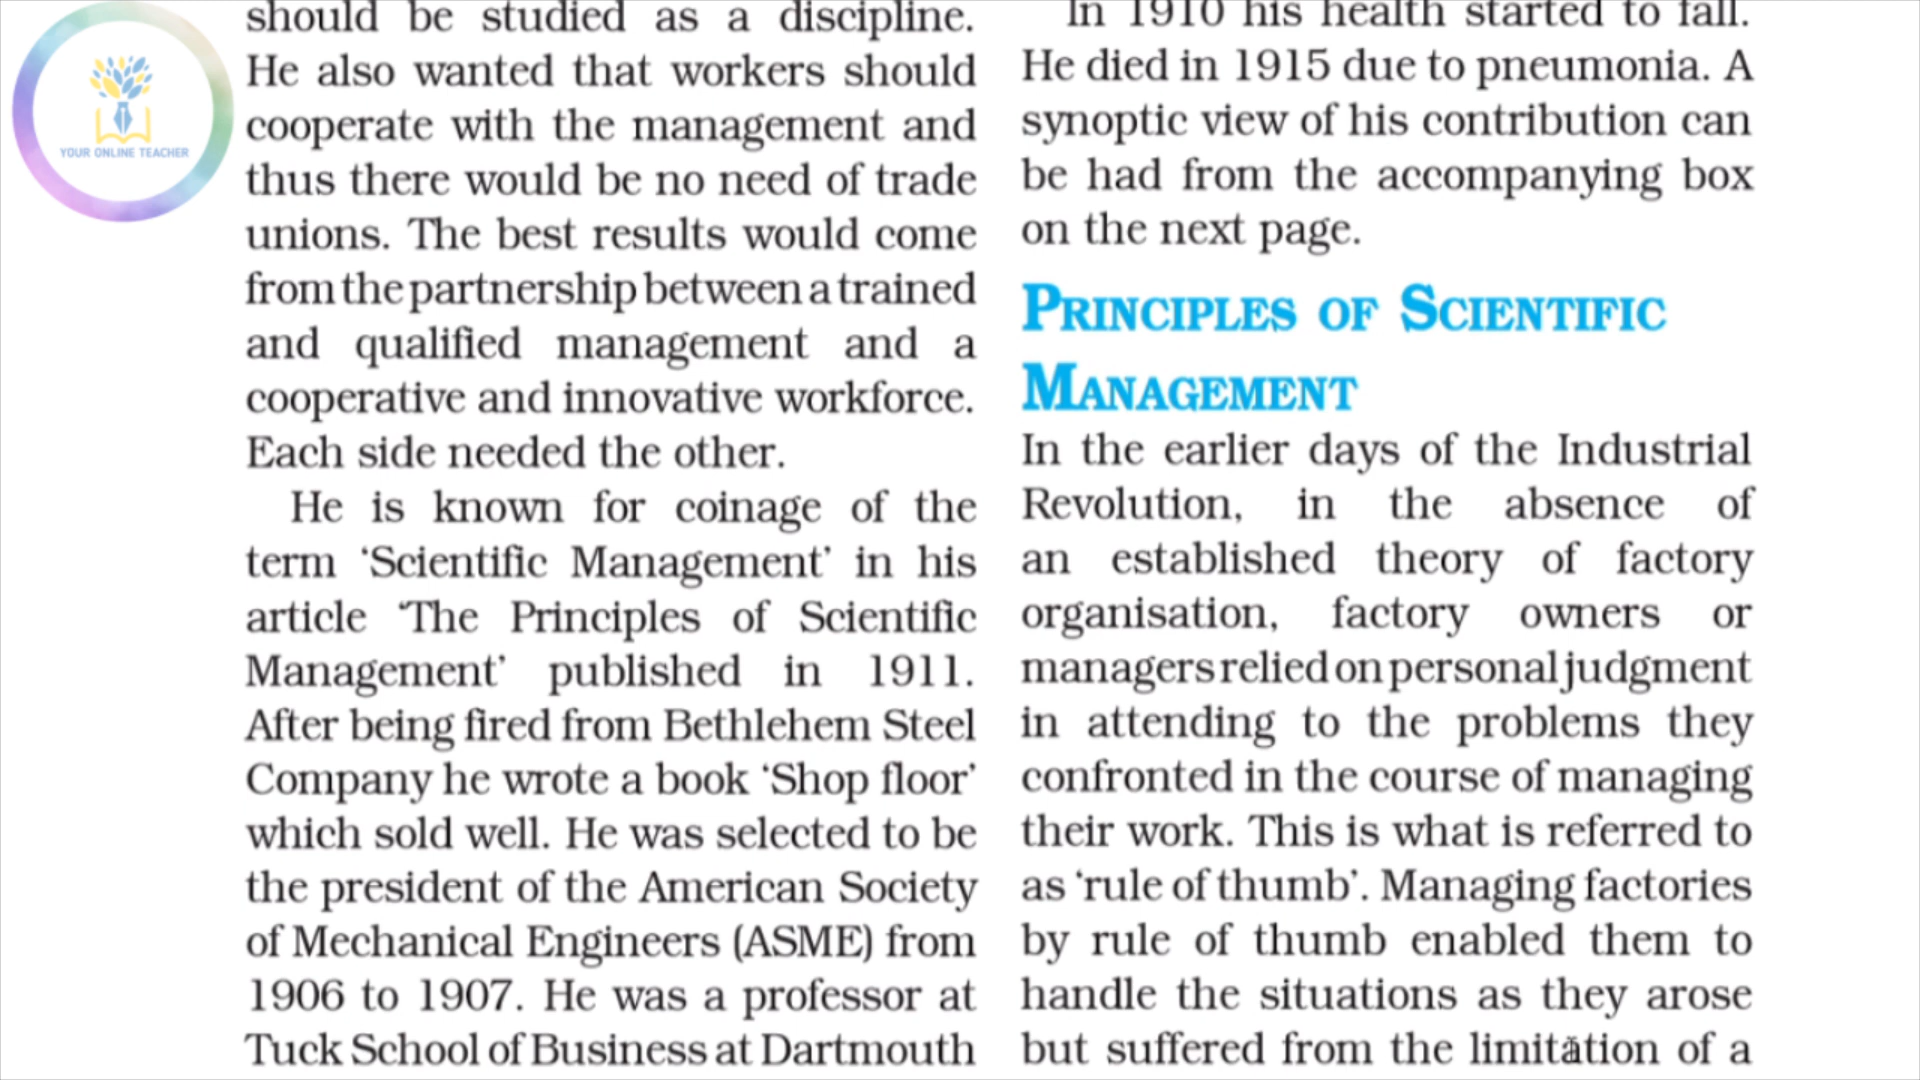 YOUR ONLINE TEACHER
should be studied as a discipline.
He also wanted that workers should
cooperate with the management and
thus there would be no need of trade
unions. The best results would come
from the partnership between a trained
and qualified management and a
cooperative and innovative workforce.
Each side needed the other.
He is known for coinage of the
term ‘Scientific Management’ in his
article ‘The Principles of Scientific
Management’ published in 1911.
After being fired from Bethlehem Steel
Company he wrote a book ‘Shop floor’
which sold well. He was selected to be
the president of the American Society
of Mechanical Engineers (ASME) from
1906 to 1907. He was a professor at
Tuck School of Business at Dartmouth
In 1910 his health started to fall.
He died in 1915 due to pneumonia. A
synoptic view of his contribution can
be had from the accompanying box
on the next page.
PRINCIPLES OF SCIENTIFIC
MANAGEMENT
In the earlier days of the Industrial
Revolution, in the absence of
an established theory of factory
organisation, factory owners or
managers relied on personal judgment
in attending to the problems they
confronted in the course of managing
their work. This is what is referred to
as ‘rule of thumb’. Managing factories
by rule of thumb enabled them to
handle the situations as they arose
but suffered from the limitation of a